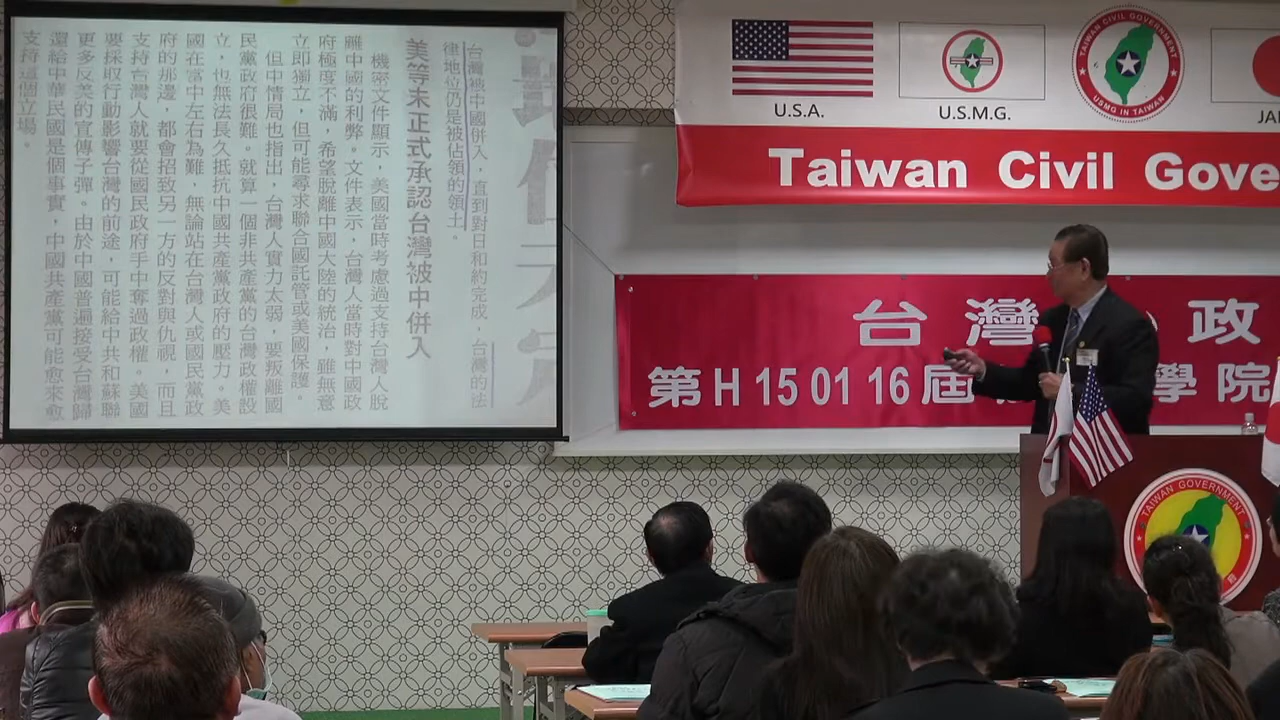 台灣被中國併入，直到對日和約完成，台灣的法
律地位仍是被佔領的領土。
美等未正式承認台灣被中併入
機密文件顯示，美國當時考慮過支持台灣人脫
離中國的利弊。文件表示，台灣人當時對中國政
府極度不滿，希望脫離中國大陸的統治，雖無意
立即獨立，但可能尋求聯合國託管或美國保護。
但中情局也指出，台灣人實力太弱，要叛離國
民黨政府很難。就算一個非共產黨的台灣政權設
立，也無法長久抵抗中國共產黨政府的壓力。美
國在當中左右為難，無論站在台灣人或國民黨政
府的那邊，都會招致另一方的反對與仇視，而且
支持台灣人就要從國民政府手中奪過政權。美國
要採取行動影響台灣的前途，可能給中共和蘇聯
更多反美的宣傳子彈。由於中國普遍接受台灣歸
還給中華民國是個事實，中國共產黨可能愈來愈
支持這個立場。
U.S.A.
U.S.M.G.
TAIWAN CIVIL GOVERNMENT
USMG IN TAIWAN
JA
Taiwan Civil Gove
台灣 政
第H150116屆 學院
TAIWAN GOVERNMENT